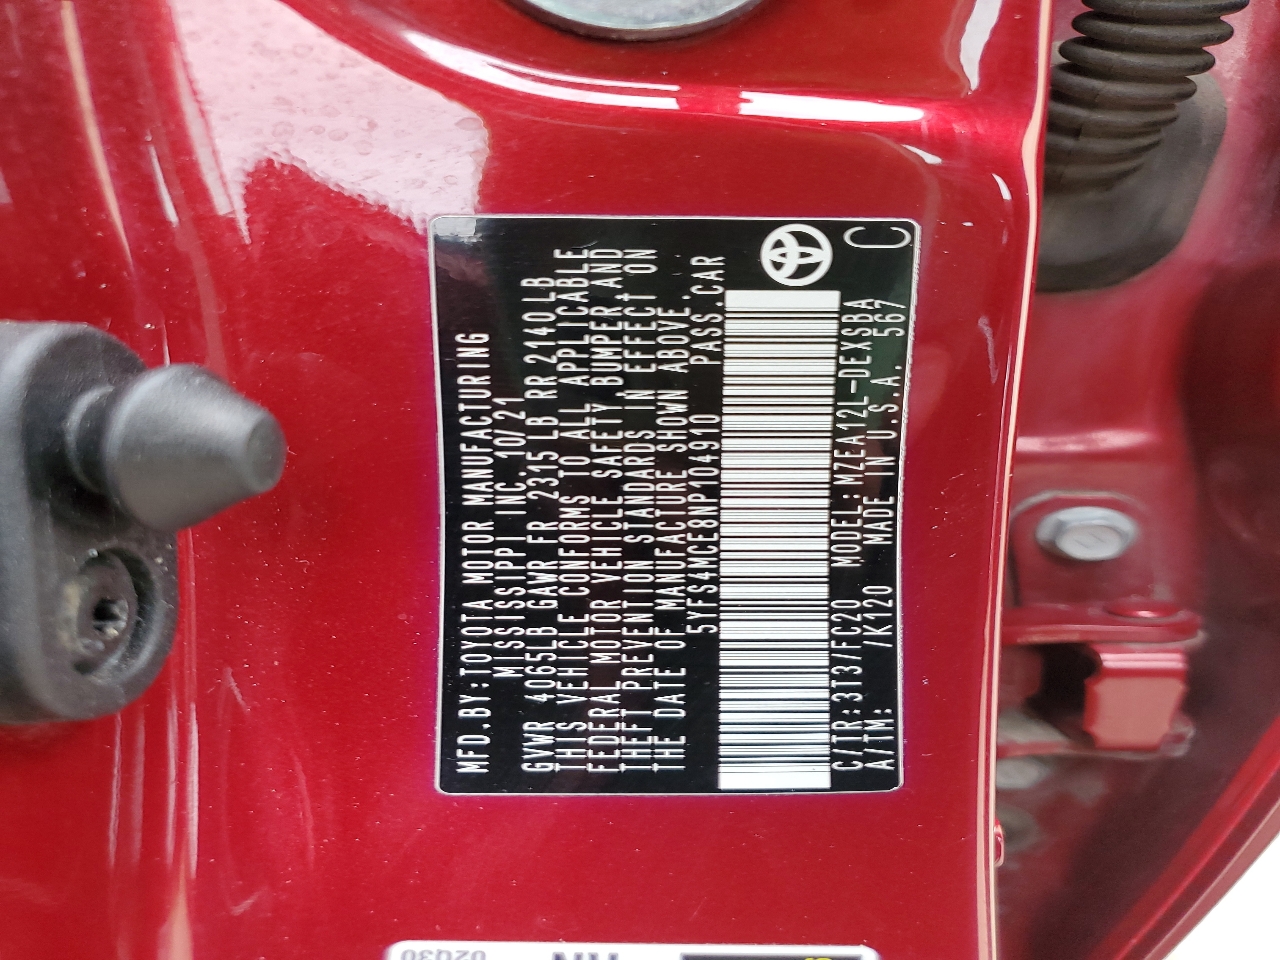 MFD.BY:TOYOTA MOTOR MANUFACTURING
MISSISSIPPI INC. 10/21
GVWR 4065LB GAWR FR 2315LB RR 2140LB
THIS VEHICLE CONFORMS TO ALL APPLICABLE
FEDERAL MOTOR VEHICLE SAFETY,BUMPER,AND
THEFT PREVENTION STANDARDS IN EFFECT ON
THE DATE OF MANUFACTURE SHOWN ABOVE.
5YFS4MCE8NP104910 PASS.CAR
C/TR:3T37/FC20 MODEL:MZEA12L-DEXSBA
A/TM: /K120 MADE IN U.S.A. 567
C